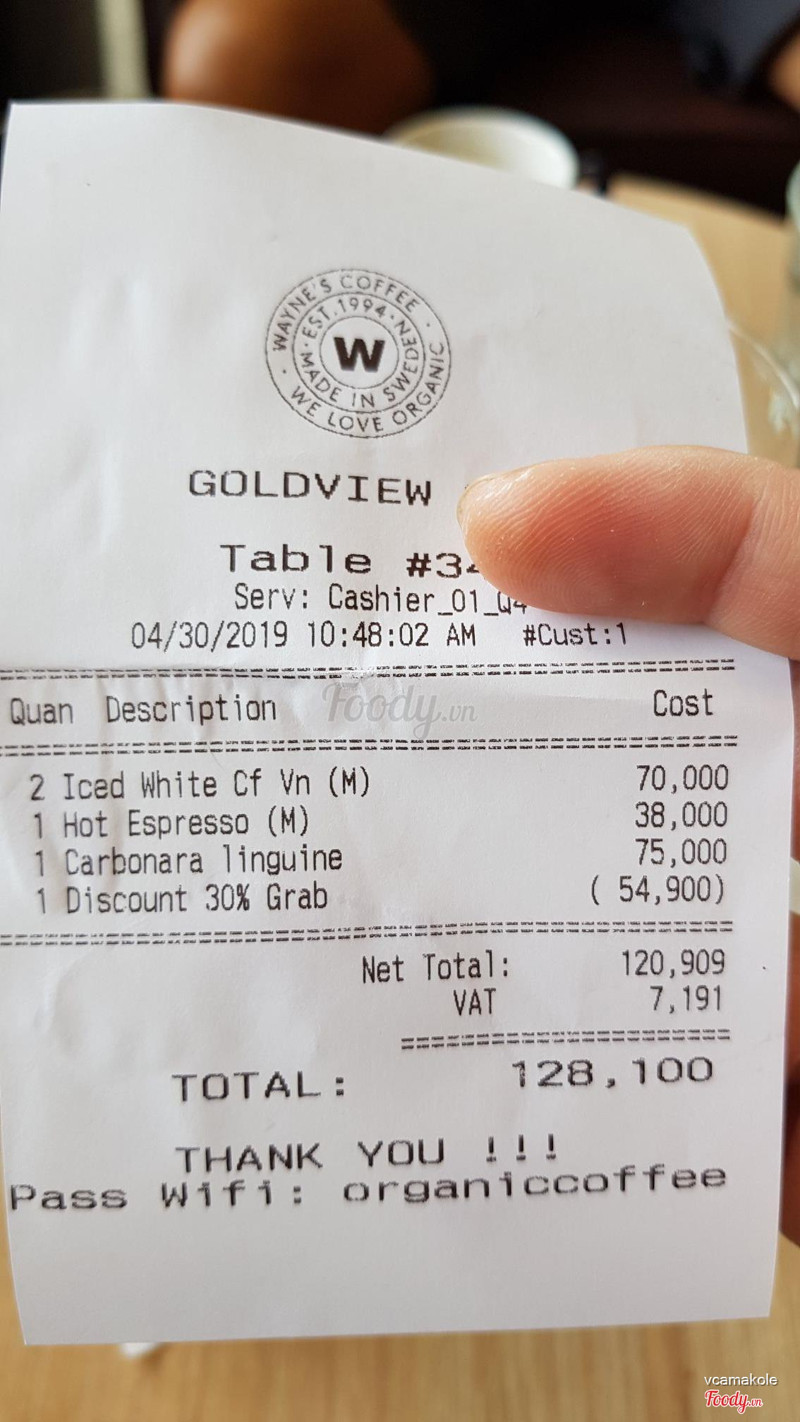 WAYNE'S COFFEE · WE LOVE ORGANIC ·
· EST. 1994 · MADE IN SWEDEN
W
GOLDVIEW
Table #34
Serv: Cashier_01_Q4
04/30/2019 10:48:02 AM #Cust:1
Quan Description Cost
Foody.vn
2 Iced White Cf Vn (M) 70,000
1 Hot Espresso (M) 38,000
1 Carbonara linguine 75,000
1 Discount 30% Grab ( 54,900)
Net Total: 120,909
VAT 7,191
TOTAL: 128,100
THANK YOU !!!
Pass Wifi: organiccoffee
vcamakole
Foody.vn